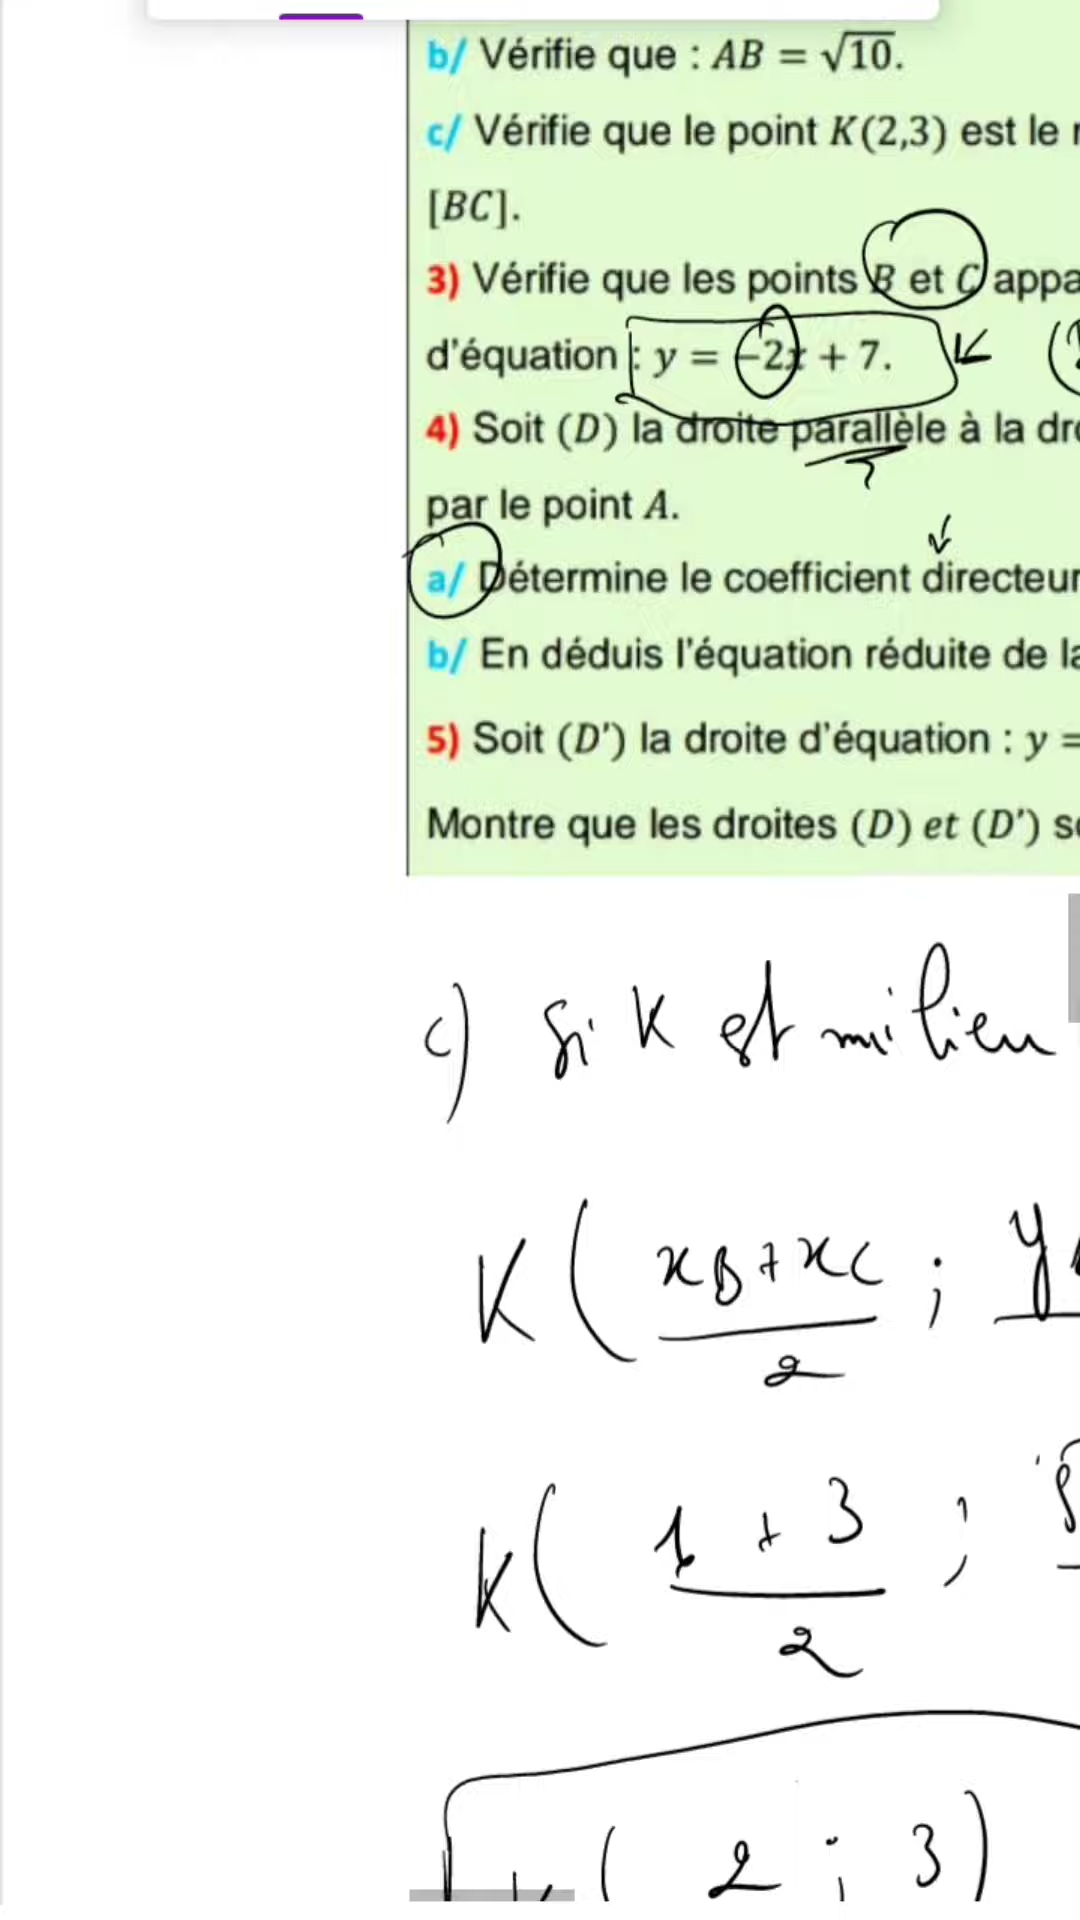 b/ Vérifie que : AB = √10.
c/ Vérifie que le point K(2,3) est le
[BC].
3) Vérifie que les points B et C appa
d'équation : y = -2x + 7.
4) Soit (D) la droite parallèle à la dro
par le point A.
a/ Détermine le coefficient directeur
b/ En déduis l'équation réduite de la
5) Soit (D') la droite d'équation : y =
Montre que les droites (D) et (D') so
c) Si K est milieu
K( xB + xC / 2 ; y
K( 1 + 3 / 2 ;
( 2 ; 3 )